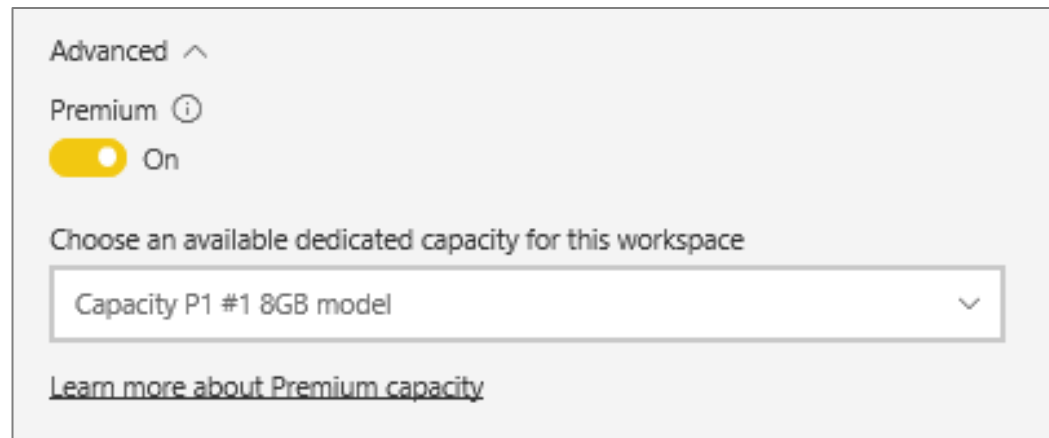 Advanced
Premium
On
Choose an available dedicated capacity for this workspace
Capacity P1 #1 8GB model
Learn more about Premium capacity